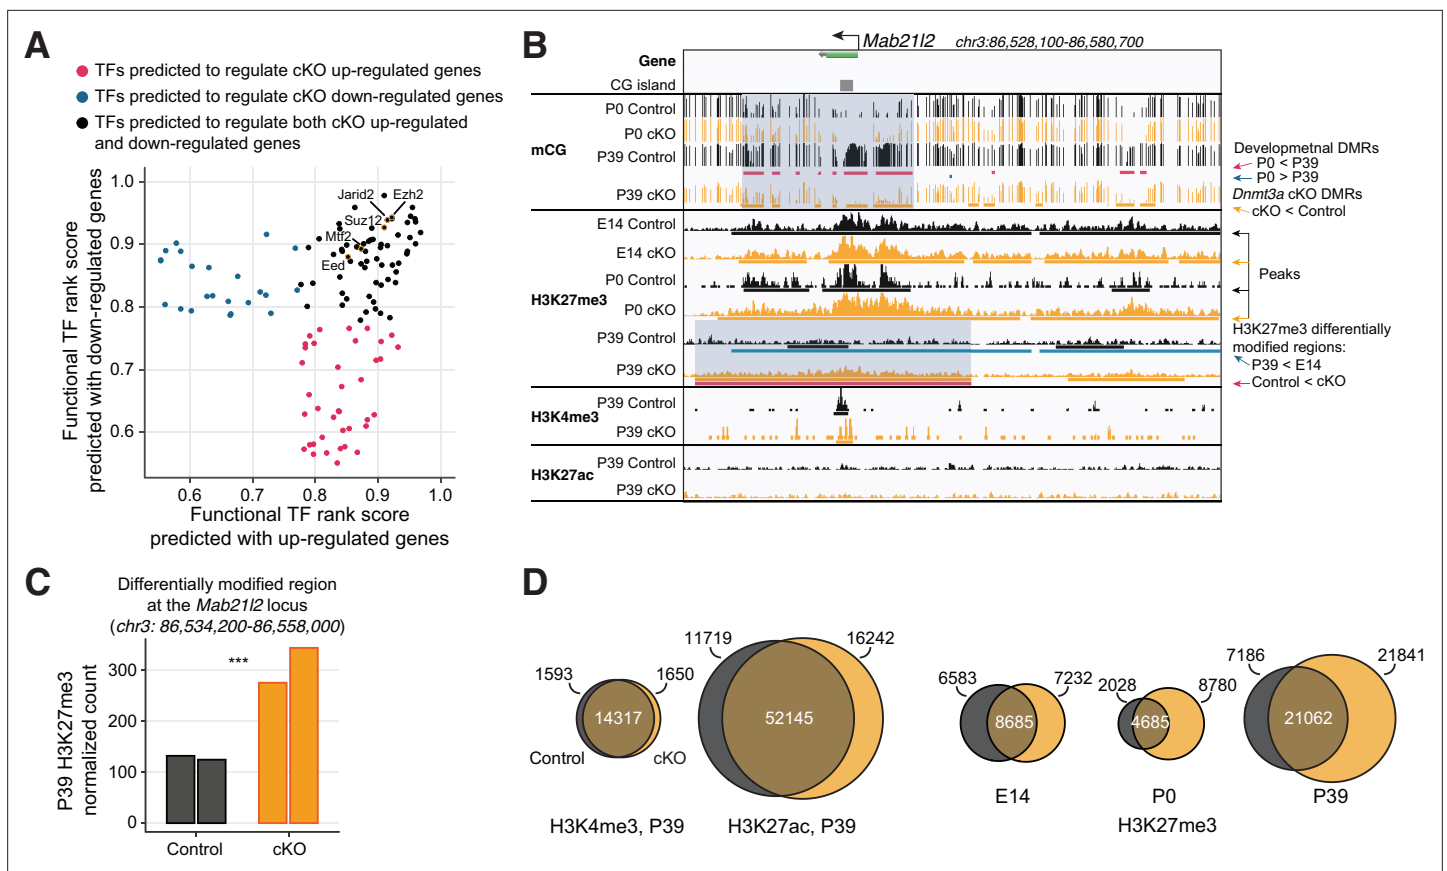 A
TFs predicted to regulate cKO up-regulated genes
TFs predicted to regulate cKO down-regulated genes
TFs predicted to regulate both cKO up-regulated
and down-regulated genes
Functional TF rank score
predicted with down-regulated genes
1.0
0.9
0.8
0.7
0.6
Jarid2
Ezh2
Suz12
Mtf2
Eed
0.6
0.7
0.8
0.9
1.0
Functional TF rank score
predicted with up-regulated genes
B
Mab21l2
chr3:86,528,100-86,580,700
Gene
CG island
mCG
P0 Control
P0 cKO
P39 Control
P39 cKO
H3K27me3
E14 Control
E14 cKO
P0 Control
P0 cKO
P39 Control
P39 cKO
H3K4me3
P39 Control
P39 cKO
H3K27ac
P39 Control
P39 cKO
Developmetnal DMRs
P0 < P39
P0 > P39
Dnmt3a cKO DMRs
cKO < Control
Peaks
H3K27me3 differentially
modified regions:
P39 < E14
Control < cKO
C
Differentially modified region
at the Mab21l2 locus
(chr3: 86,534,200-86,558,000)
P39 H3K27me3
normalized count
300
200
100
0
***
Control
cKO
D
1593
1650
14317
Control
cKO
H3K4me3, P39
11719
16242
52145
H3K27ac, P39
6583
7232
8685
E14
2028
8780
4685
P0
7186
21841
21062
P39
H3K27me3